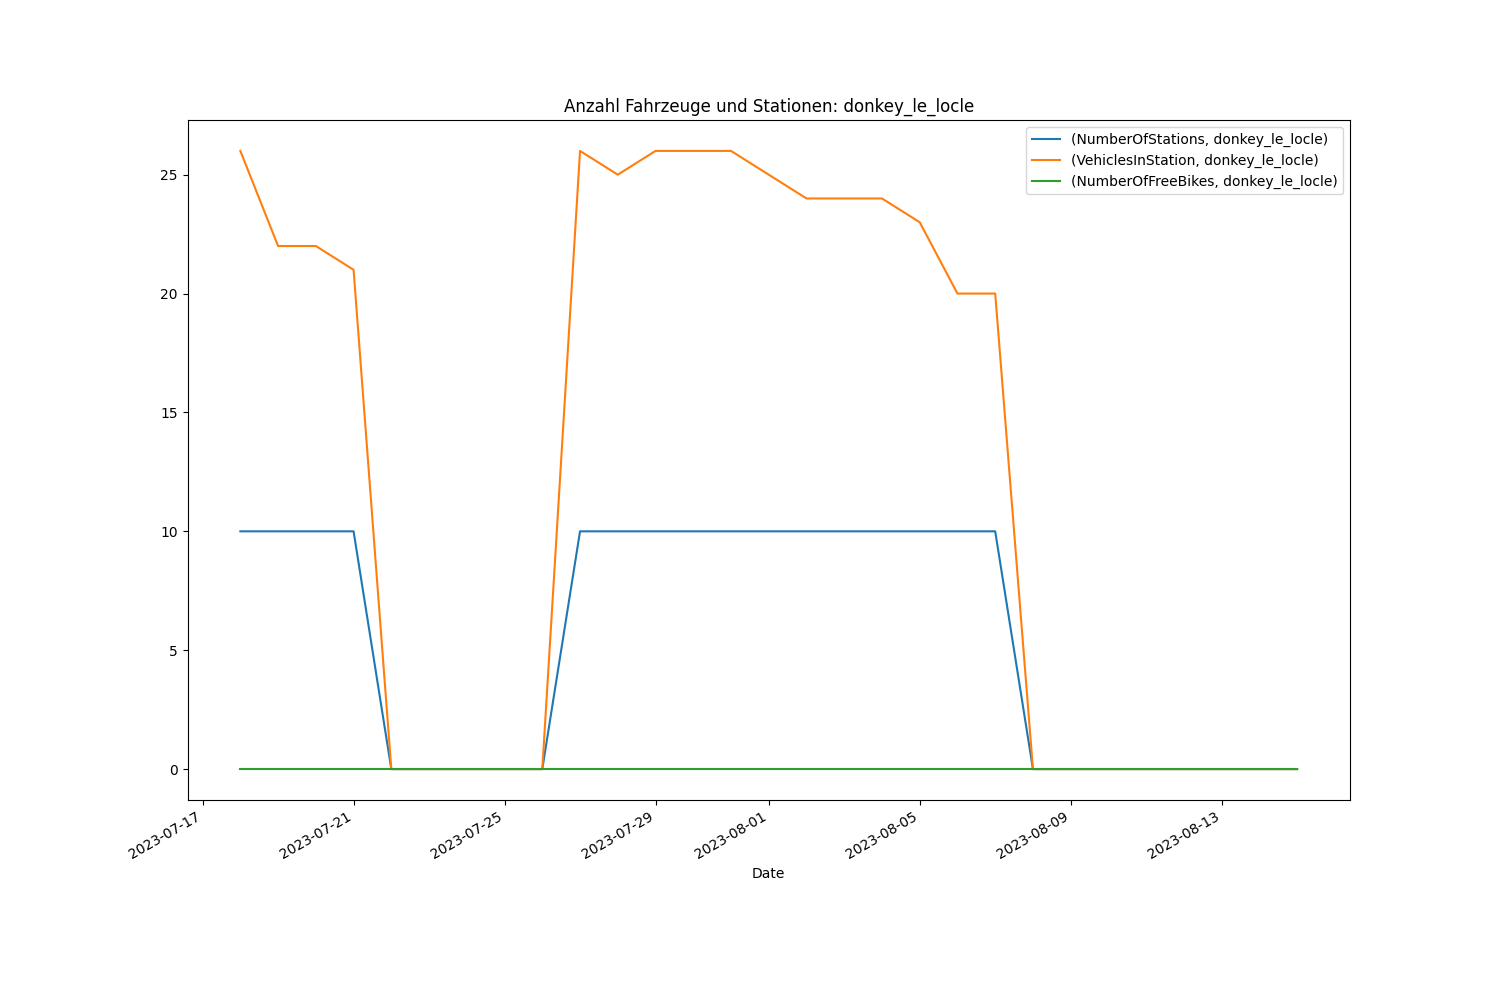 Anzahl Fahrzeuge und Stationen: donkey_le_locle
(NumberOfStations, donkey_le_locle)
(VehiclesInStation, donkey_le_locle)
(NumberOfFreeBikes, donkey_le_locle)
25
20
15
10
5
0
2023-07-17
2023-07-21
2023-07-25
2023-07-29
2023-08-01
2023-08-05
2023-08-09
2023-08-13
Date